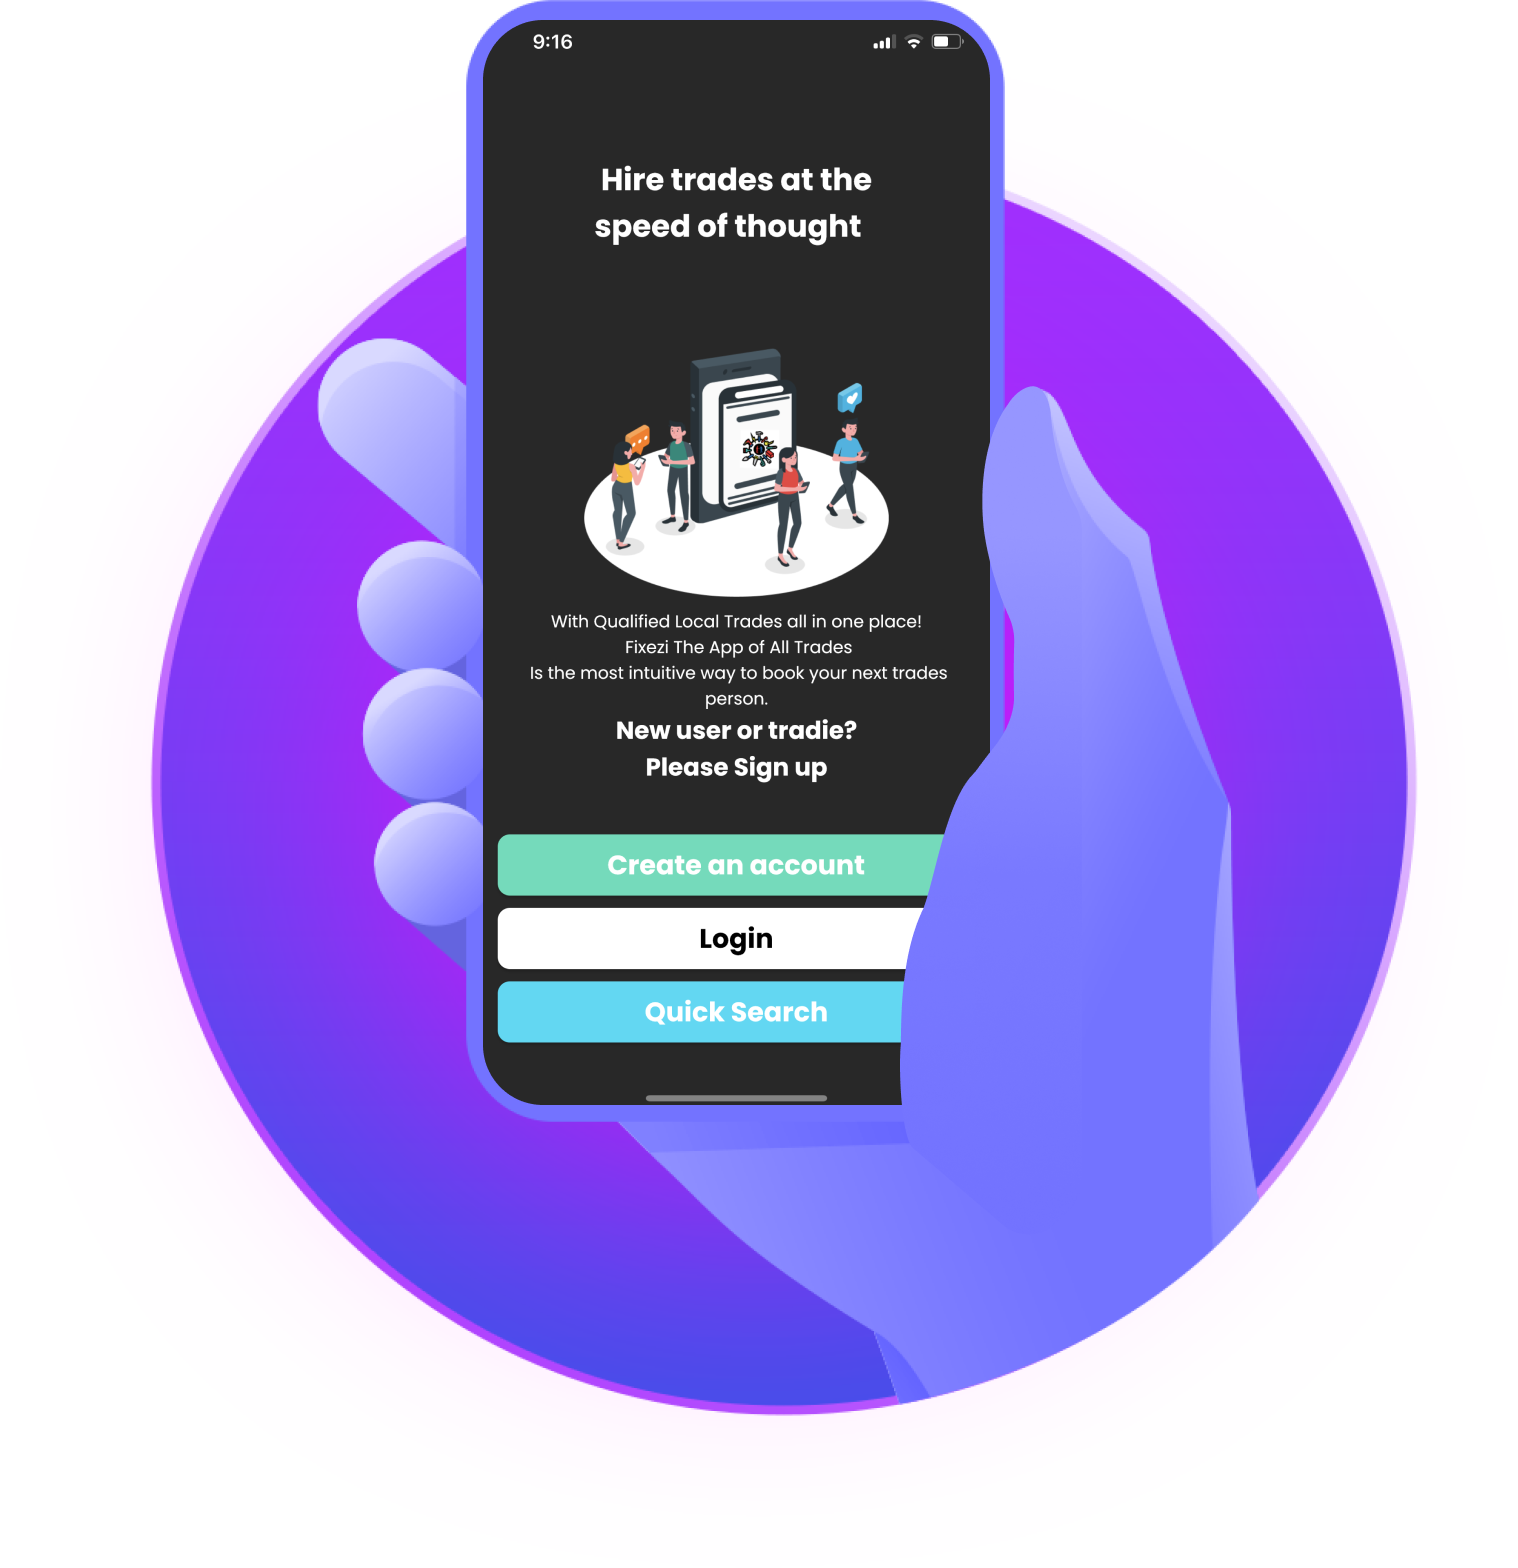 9:16
Hire trades at the
speed of thought
With Qualified Local Trades all in one place!
Fixezi The App of All Trades
Is the most intuitive way to book your next trades
person.
New user or tradie?
Please Sign up
Create an account
Login
Quick Search